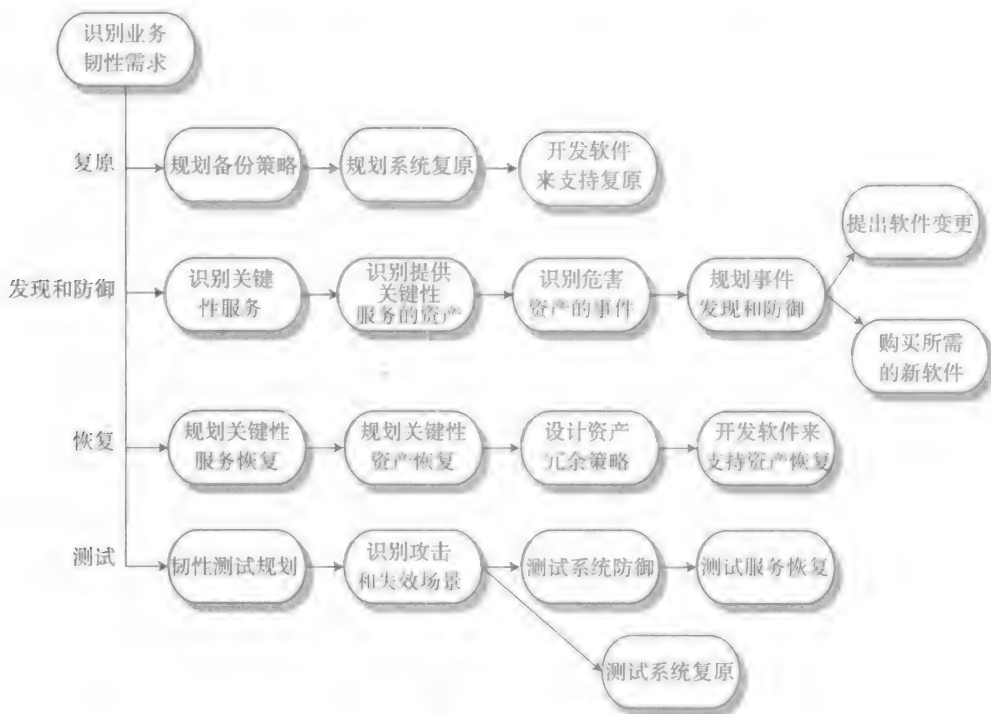 识别业务
韧性需求
复原
规划备份策略
规划系统复原
开发软件
来支持复原
提出软件变更
发现和防御
识别关键
性服务
识别提供
关键性
服务的资产
识别危害
资产的事件
规划事件
发现和防御
购买所需
的新软件
恢复
规划关键性
服务恢复
规划关键性
资产恢复
设计资产
冗余策略
开发软件来
支持资产恢复
测试
韧性测试规划
识别攻击
和失效场景
测试系统防御
测试服务恢复
测试系统复原